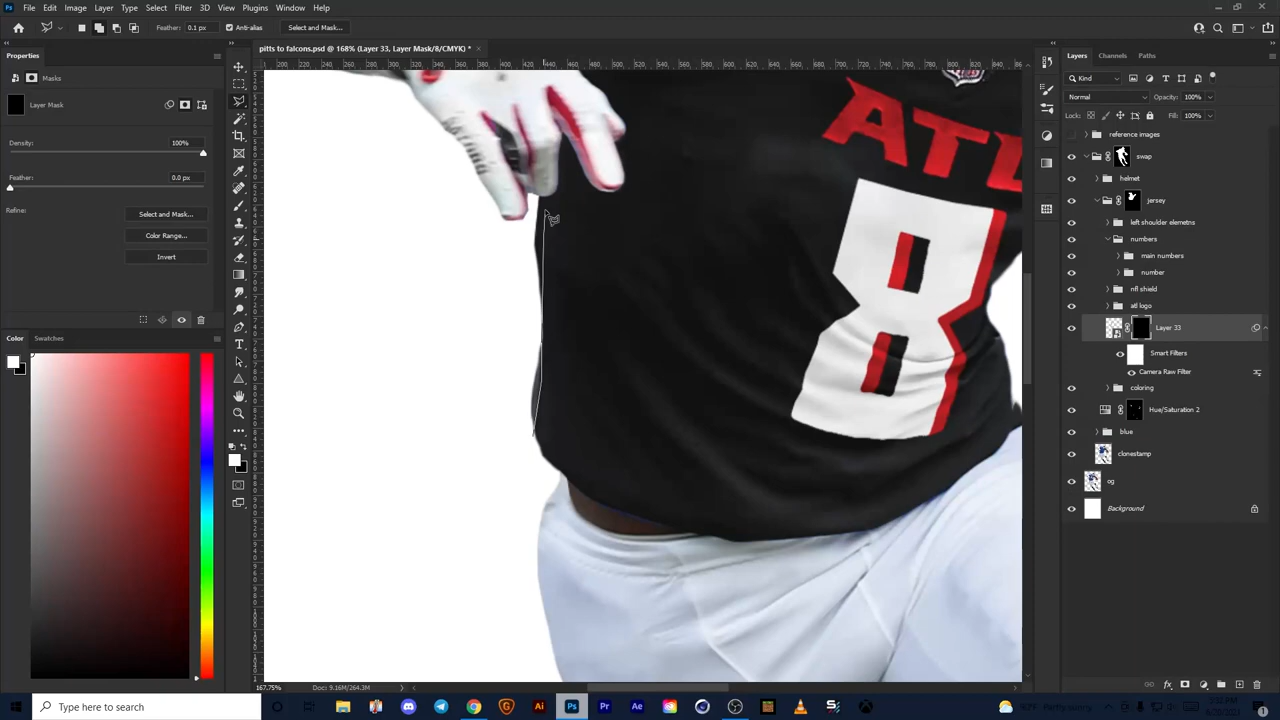 File Edit Image Layer Type Select Filter 3D View Plugins Window Help
Feather: 0.1 px Anti-alias Select and Mask...
pitts to falcons.psd @ 168% (Layer 33, Layer Mask/8/CMYK) *
Properties
Masks
Layer Mask
Density: 100%
Feather: 0.0 px
Refine: Select and Mask...
Color Range...
Invert
Color Swatches
ATL
8
Layers Channels Paths
Kind
Normal Opacity: 100%
Lock: Fill: 100%
reference images
swap
helmet
jersey
left shoulder elemetns
numbers
main numbers
number
nfl shield
atl logo
Layer 33
Smart Filters
Camera Raw Filter
coloring
Hue/Saturation 2
blue
clonestamp
og
Background
167.75% Doc: 9.16M/264.3M
Type here to search